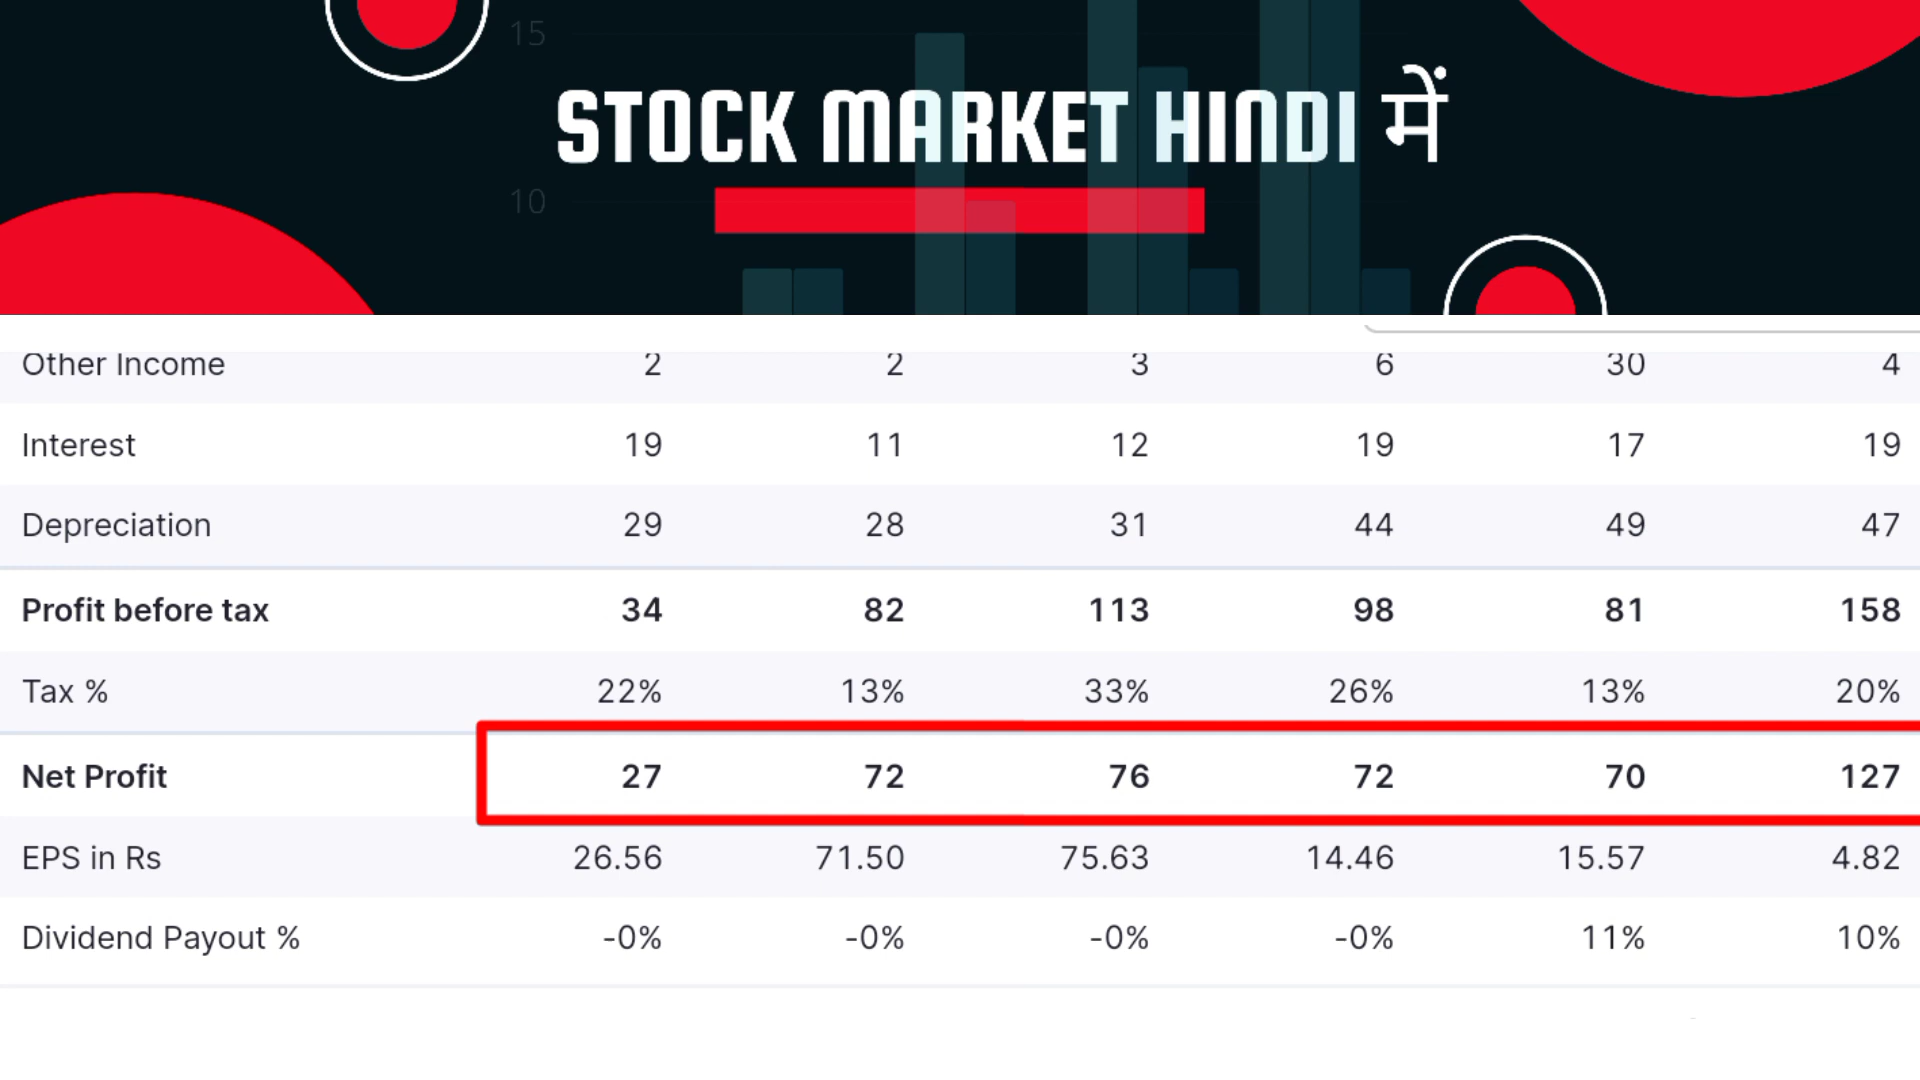 15
STOCK MARKET HINDI में
10
Other Income 2 2 3 6 30 4
Interest 19 11 12 19 17 19
Depreciation 29 28 31 44 49 47
Profit before tax 34 82 113 98 81 158
Tax % 22% 13% 33% 26% 13% 20%
Net Profit 27 72 76 72 70 127
EPS in Rs 26.56 71.50 75.63 14.46 15.57 4.82
Dividend Payout % -0% -0% -0% -0% 11% 10%